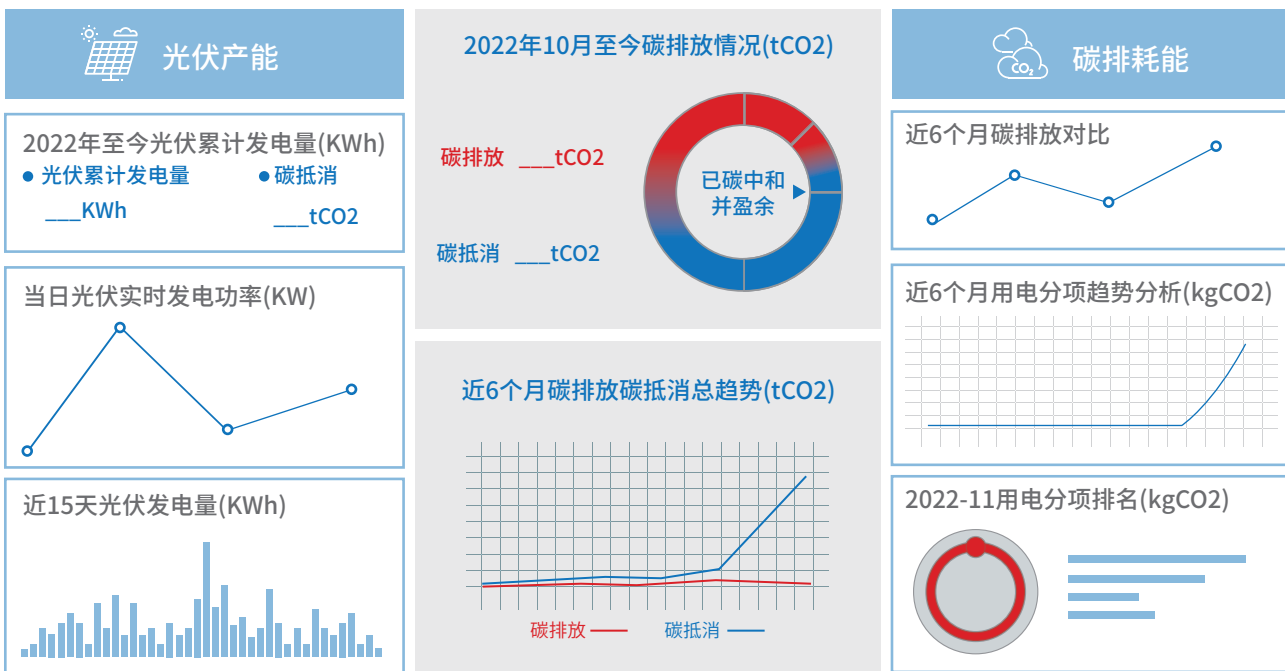 光伏产能
2022年至今光伏累计发电量(KWh)
光伏累计发电量
___KWh
碳抵消
___tCO2
当日光伏实时发电功率(KW)
近15天光伏发电量(KWh)
2022年10月至今碳排放情况(tCO2)
碳排放 ___tCO2
碳抵消 ___tCO2
已碳中和
并盈余
近6个月碳排放碳抵消总趋势(tCO2)
碳排放
碳抵消
CO2
碳排耗能
近6个月碳排放对比
近6个月用电分项趋势分析(kgCO2)
2022-11用电分项排名(kgCO2)